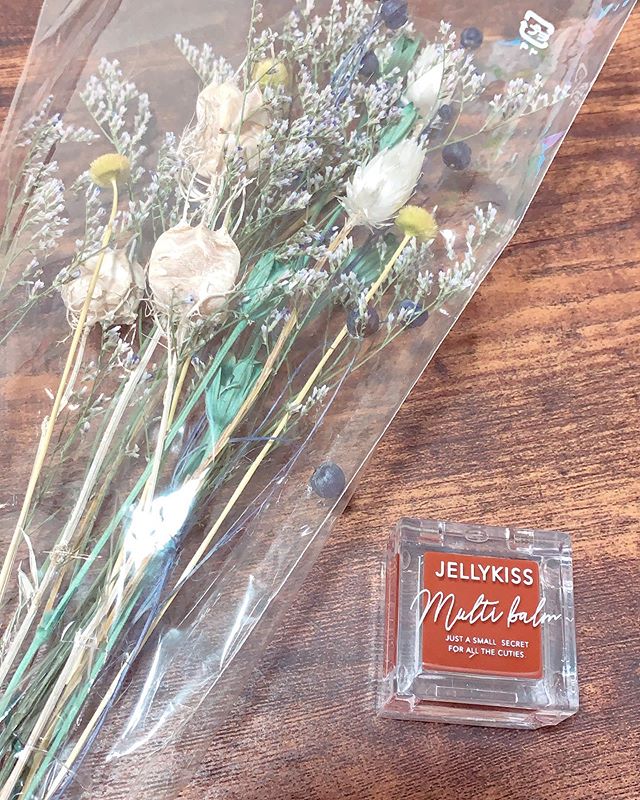 JELLYKISS
Multi balm
JUST A SMALL SECRET
FOR ALL THE CUTIES.